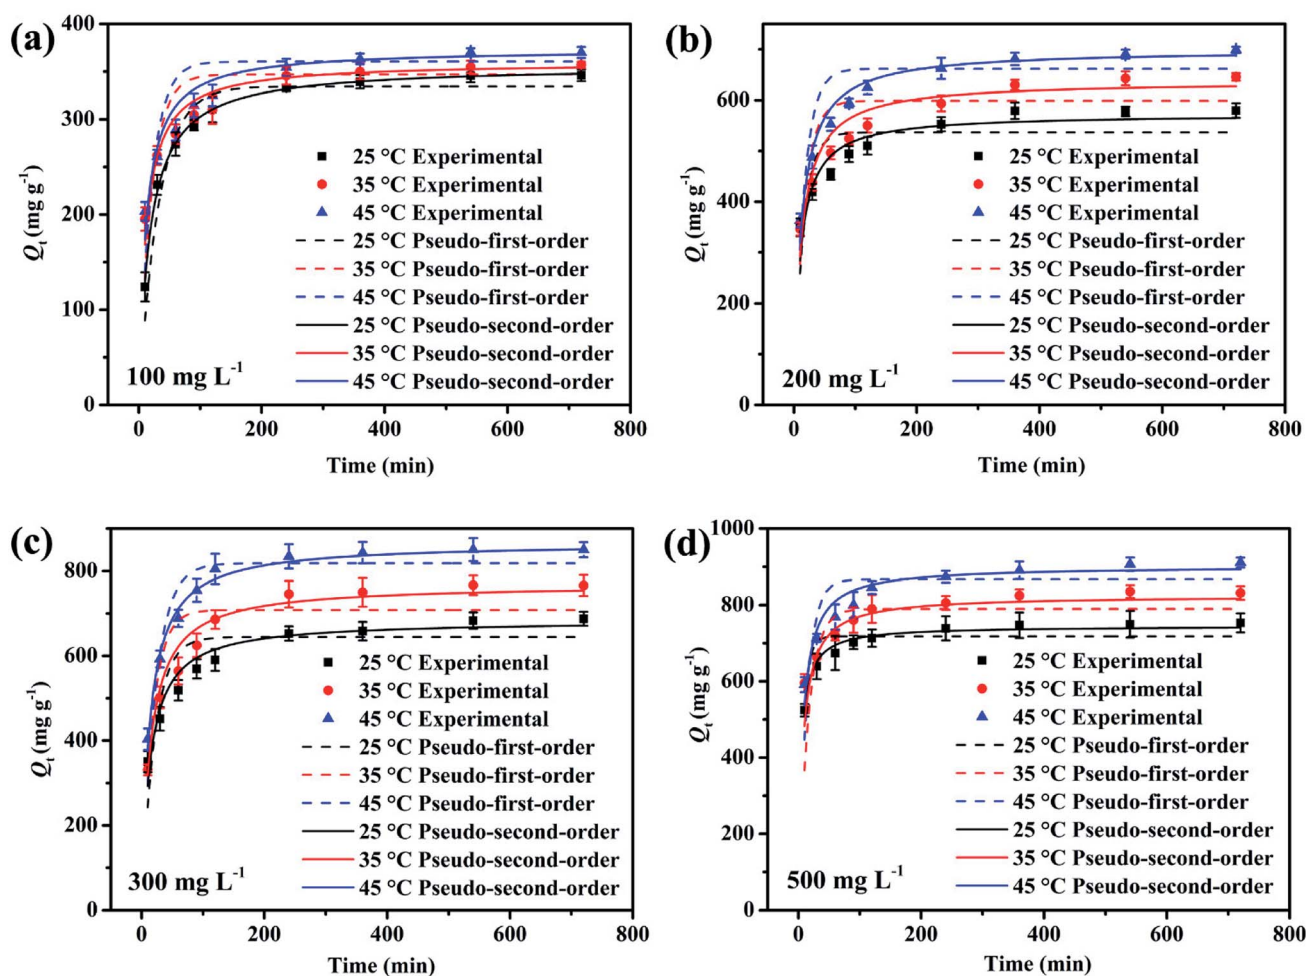 (a)
400
300
200
100
0
Qt (mg g-1)
25 °C Experimental
35 °C Experimental
45 °C Experimental
25 °C Pseudo-first-order
35 °C Pseudo-first-order
45 °C Pseudo-first-order
25 °C Pseudo-second-order
35 °C Pseudo-second-order
45 °C Pseudo-second-order
100 mg L-1
0 200 400 600 800
Time (min)
(b)
600
400
200
0
Qt (mg g-1)
25 °C Experimental
35 °C Experimental
45 °C Experimental
25 °C Pseudo-first-order
35 °C Pseudo-first-order
45 °C Pseudo-first-order
25 °C Pseudo-second-order
35 °C Pseudo-second-order
45 °C Pseudo-second-order
200 mg L-1
0 200 400 600 800
Time (min)
(c)
800
600
400
200
0
Qt (mg g-1)
25 °C Experimental
35 °C Experimental
45 °C Experimental
25 °C Pseudo-first-order
35 °C Pseudo-first-order
45 °C Pseudo-first-order
25 °C Pseudo-second-order
35 °C Pseudo-second-order
45 °C Pseudo-second-order
300 mg L-1
0 200 400 600 800
Time (min)
(d)
1000
800
600
400
200
0
Qt (mg g-1)
25 °C Experimental
35 °C Experimental
45 °C Experimental
25 °C Pseudo-first-order
35 °C Pseudo-first-order
45 °C Pseudo-first-order
25 °C Pseudo-second-order
35 °C Pseudo-second-order
45 °C Pseudo-second-order
500 mg L-1
0 200 400 600 800
Time (min)